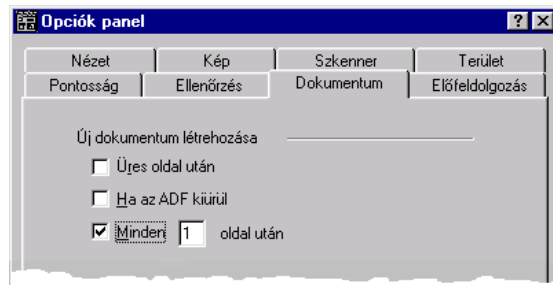 Opciók panel
Nézet Kép Szkenner Terület
Pontosság Ellenőrzés Dokumentum Előfeldolgozás
Új dokumentum létrehozása
Üres oldal után
Ha az ADF kiürül
Minden 1 oldal után